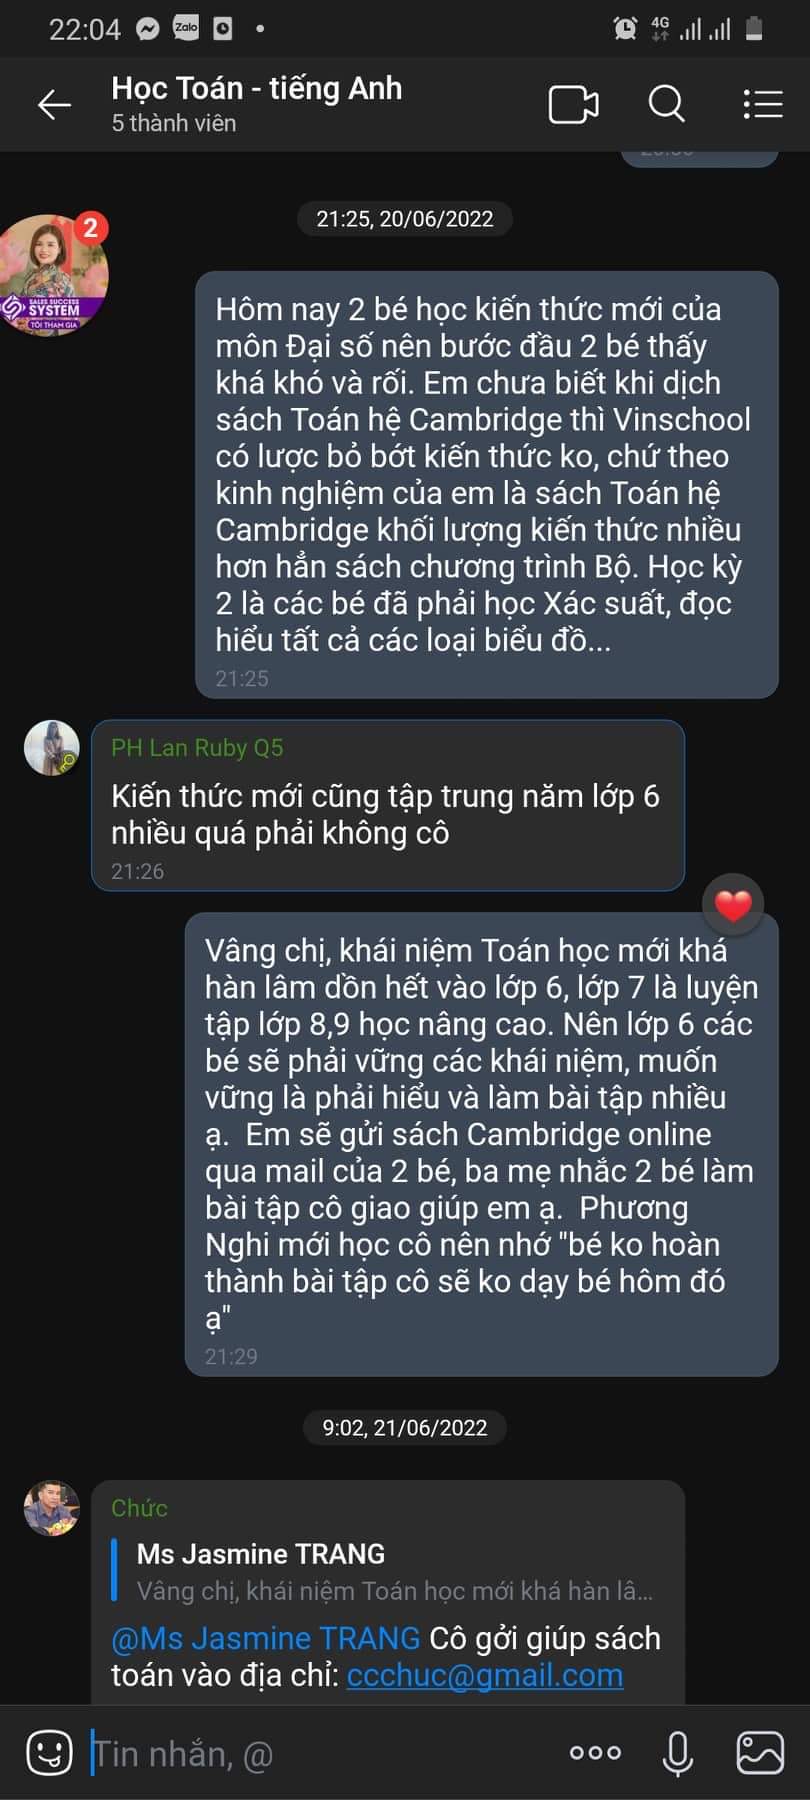 22:04
Zalo
4G
Học Toán - tiếng Anh
5 thành viên
21:25, 20/06/2022
2
SALES SUCCESS
SYSTEM
TÔI THAM GIA
Hôm nay 2 bé học kiến thức mới của
môn Đại số nên bước đầu 2 bé thấy
khá khó và rối. Em chưa biết khi dịch
sách Toán hệ Cambridge thì Vinschool
có lược bỏ bớt kiến thức ko, chứ theo
kinh nghiệm của em là sách Toán hệ
Cambridge khối lượng kiến thức nhiều
hơn hẳn sách chương trình Bộ. Học kỳ
2 là các bé đã phải học Xác suất, đọc
hiểu tất cả các loại biểu đồ...
21:25
PH Lan Ruby Q5
Kiến thức mới cũng tập trung năm lớp 6
nhiều quá phải không cô
21:26
Vâng chị, khái niệm Toán học mới khá
hàn lâm dồn hết vào lớp 6, lớp 7 là luyện
tập lớp 8,9 học nâng cao. Nên lớp 6 các
bé sẽ phải vững các khái niệm, muốn
vững là phải hiểu và làm bài tập nhiều
ạ.  Em sẽ gửi sách Cambridge online
qua mail của 2 bé, ba mẹ nhắc 2 bé làm
bài tập cô giao giúp em ạ.  Phương
Nghi mới học cô nên nhớ "bé ko hoàn
thành bài tập cô sẽ ko dạy bé hôm đó
ạ"
21:29
9:02, 21/06/2022
Chức
Ms Jasmine TRANG
Vâng chị, khái niệm Toán học mới khá hàn lâ...
@Ms Jasmine TRANG Cô gởi giúp sách
toán vào địa chỉ: ccchuc@gmail.com
Tin nhắn, @